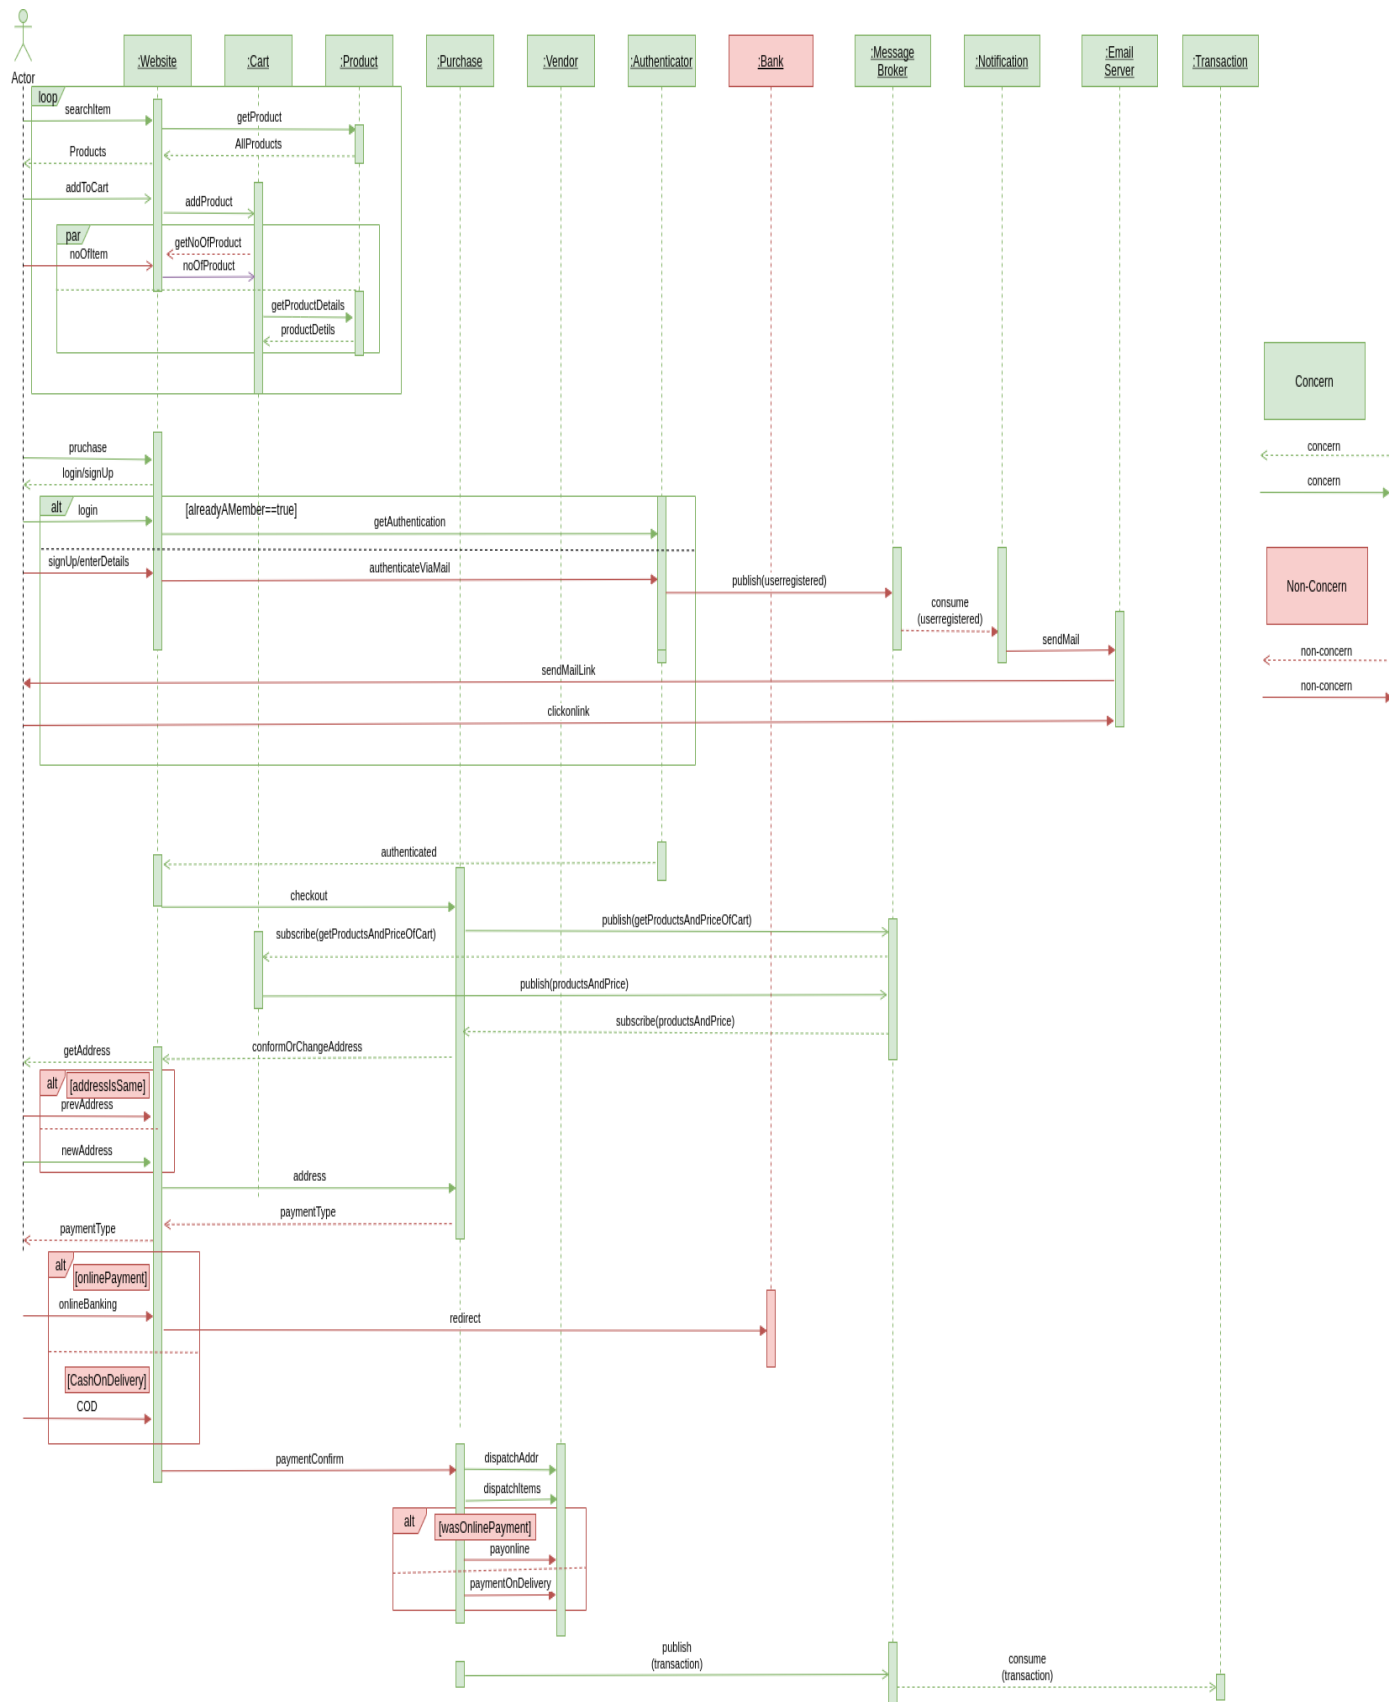 Actor
:Website
:Cart
:Product
:Purchase
:Vendor
:Authenticator
:Bank
:Message
Broker
:Notification
:Email
Server
:Transaction
loop
searchItem
getProduct
AllProducts
Products
addToCart
addProduct
par
getNoOfProduct
noOfItem
noOfProduct
getProductDetails
productDetils
Concern
concern
concern
Non-Concern
non-concern
non-concern
pruchase
login/signUp
alt
login
[alreadyAMember==true]
getAuthentication
signUp/enterDetails
authenticateViaMail
publish(userregistered)
consume
(userregistered)
sendMail
sendMailLink
clickonlink
authenticated
checkout
publish(getProductsAndPriceOfCart)
subscribe(getProductsAndPriceOfCart)
publish(productsAndPrice)
subscribe(productsAndPrice)
conformOrChangeAddress
getAddress
alt
[addressIsSame]
prevAddress
newAddress
address
paymentType
paymentType
alt
[onlinePayment]
onlineBanking
redirect
[CashOnDelivery]
COD
paymentConfirm
dispatchAddr
dispatchItems
alt
[wasOnlinePayment]
payonline
paymentOnDelivery
publish
(transaction)
consume
(transaction)